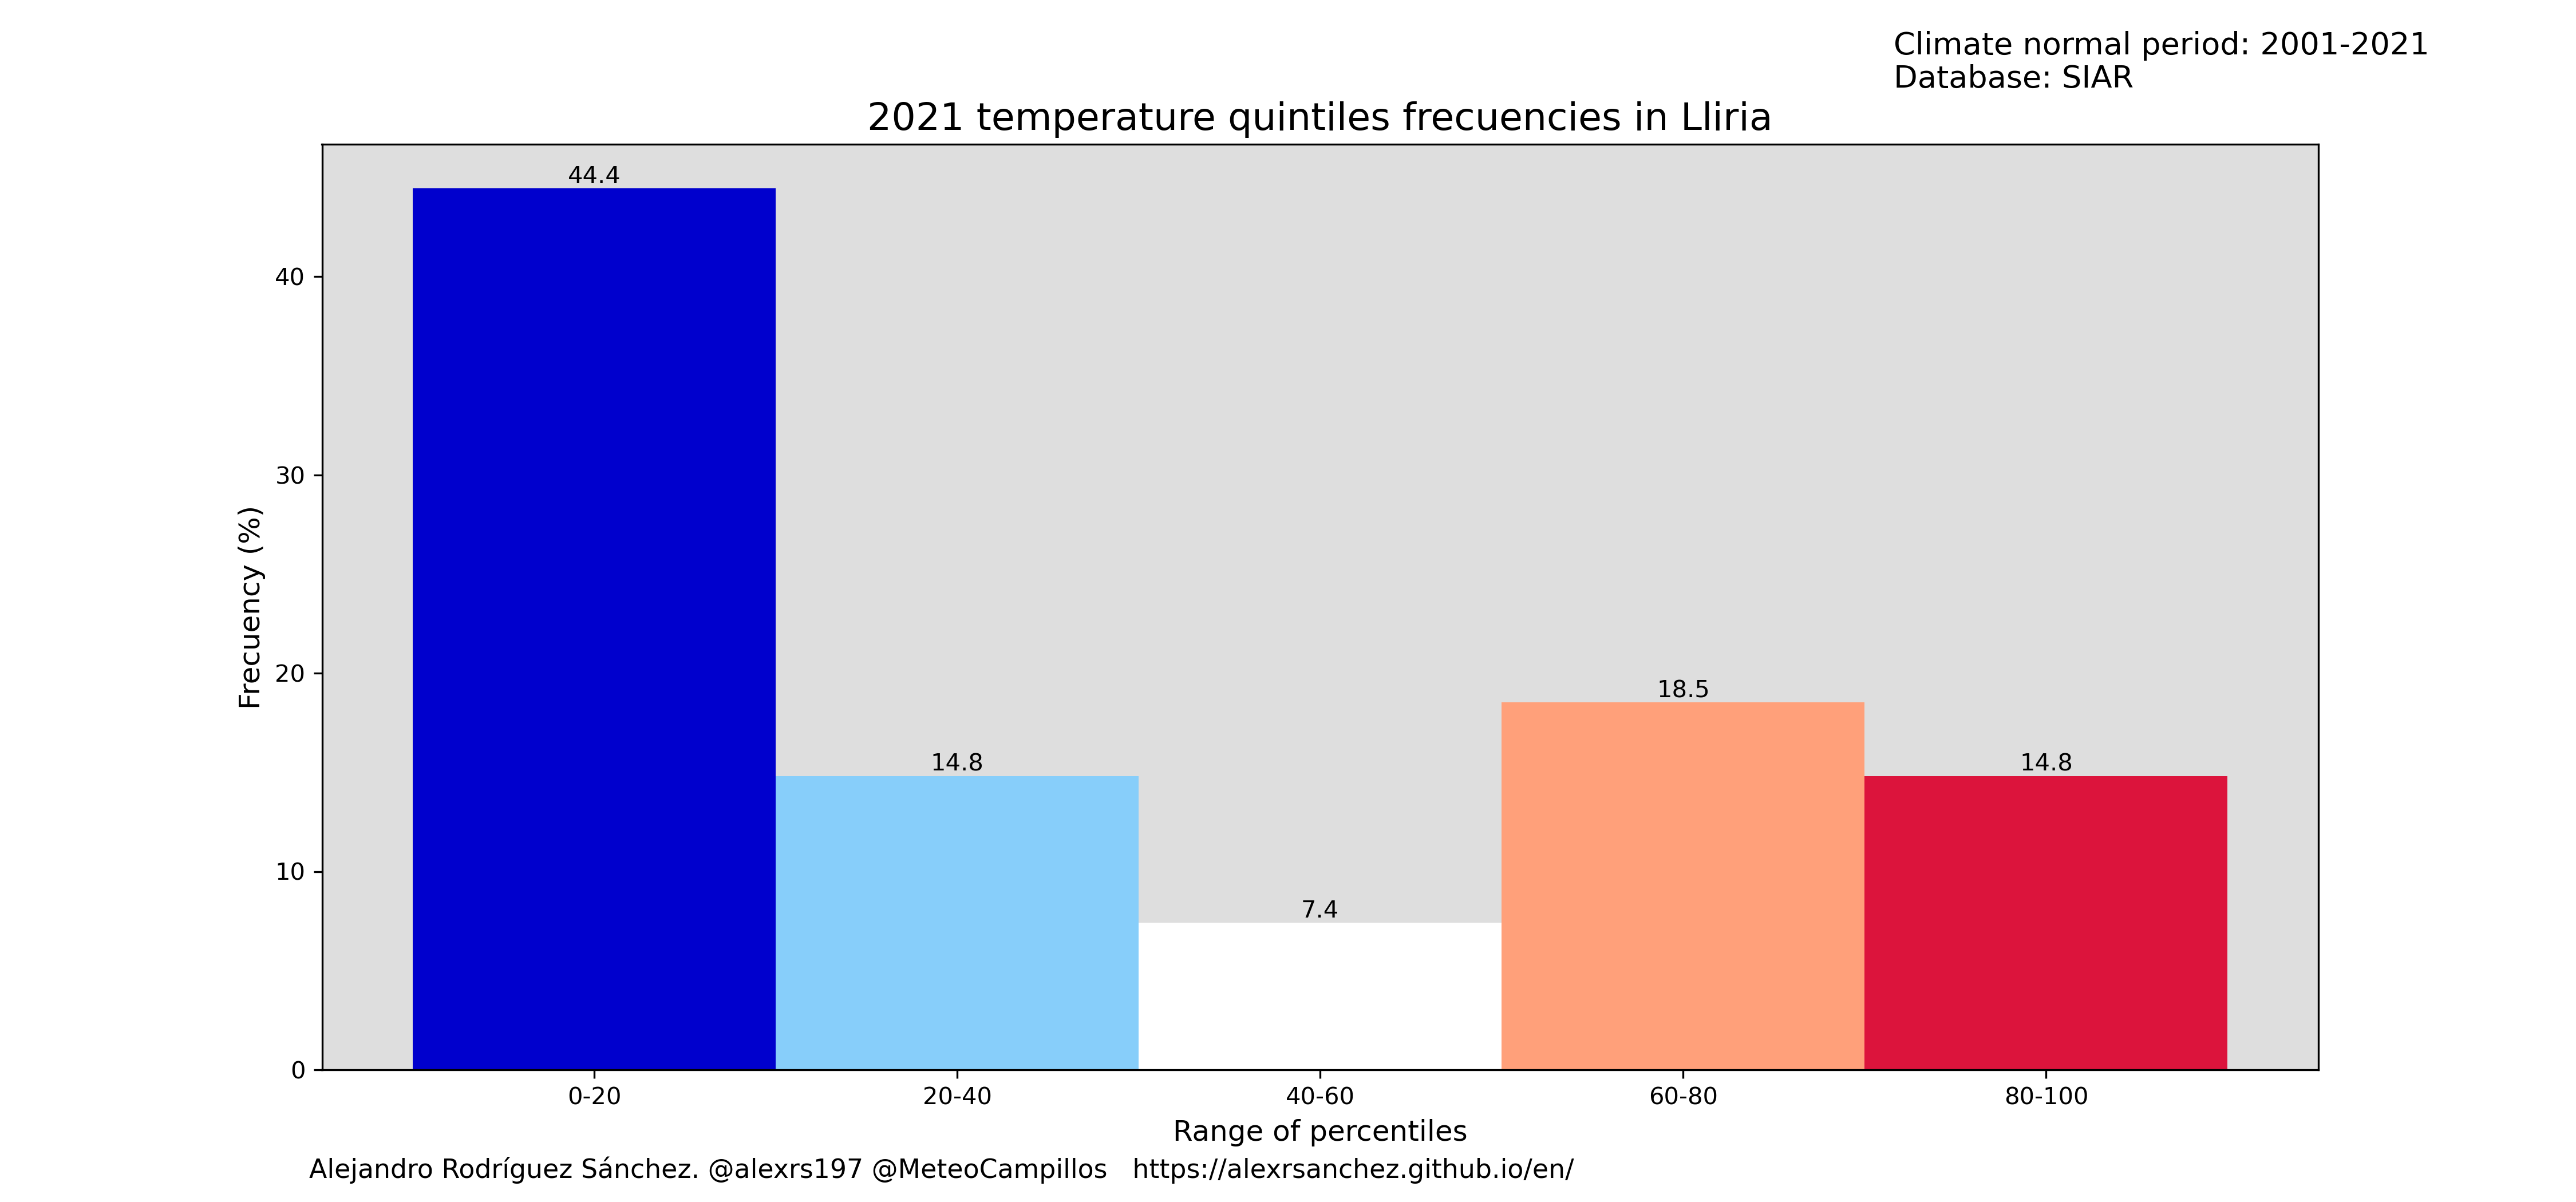 Climate normal period: 2001-2021
Database: SIAR
2021 temperature quintiles frecuencies in Lliria
44.4
40
30
20
10
0
Frecuency (%)
14.8
7.4
18.5
14.8
0-20
20-40
40-60
60-80
80-100
Range of percentiles
Alejandro Rodríguez Sánchez. @alexrs197 @MeteoCampillos https://alexrsanchez.github.io/en/